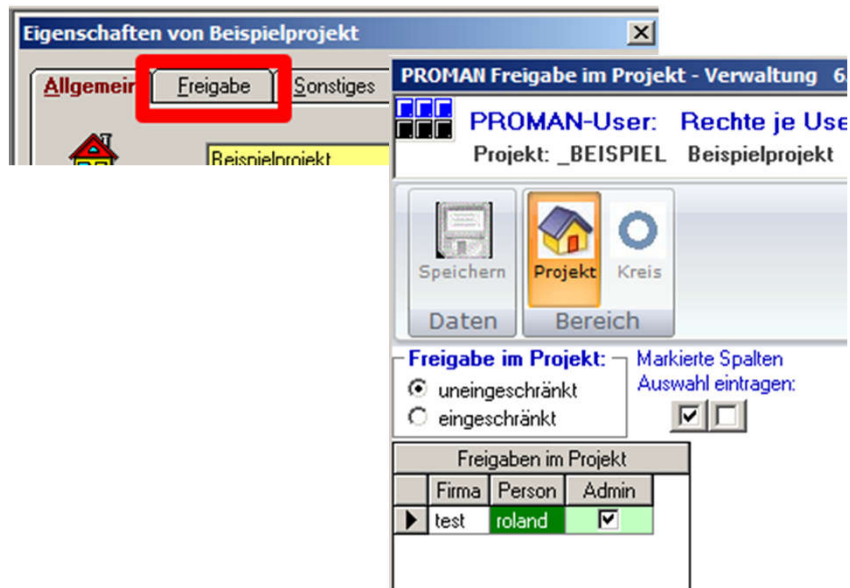 Eigenschaften von Beispielprojekt
Allgemein Freigabe Sonstiges
Beispielprojekt
PROMAN Freigabe im Projekt - Verwaltung 6.
PROMAN-User: Rechte je Use
Projekt: _BEISPIEL Beispielprojekt
Speichern Projekt Kreis
Daten Bereich
Freigabe im Projekt:
uneingeschränkt
eingeschränkt
Markierte Spalten
Auswahl eintragen:
Freigaben im Projekt
Firma Person Admin
test roland